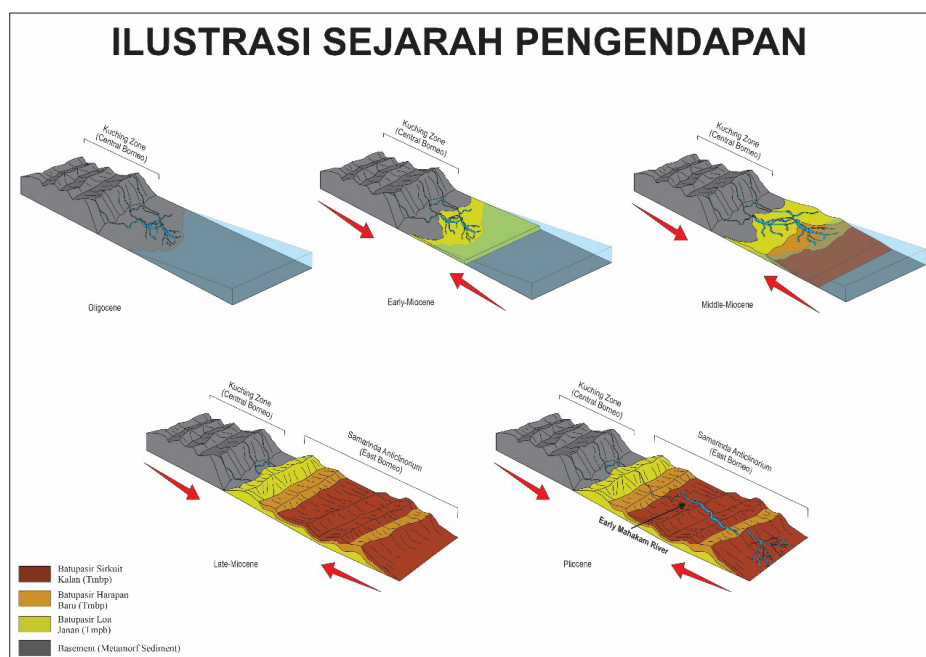 ILUSTRASI SEJARAH PENGENDAPAN
Kuching Zone
(Central Borneo)
Oligocene
Kuching Zone
(Central Borneo)
Early-Miocene
Kuching Zone
(Central Borneo)
Middle-Miocene
Kuching Zone
(Central Borneo)
Samarinda Anticlinorium
(East Borneo)
Late-Miocene
Kuching Zone
(Central Borneo)
Samarinda Anticlinorium
(East Borneo)
Early Mahakam River
Pliocene
Batupasir Sirkuit
Kalan (Tmbp)
Batupasir Harapan
Baru (Tmbp)
Batupasir Loa
Janan (Tmpb)
Basement (Metamorf Sediment)